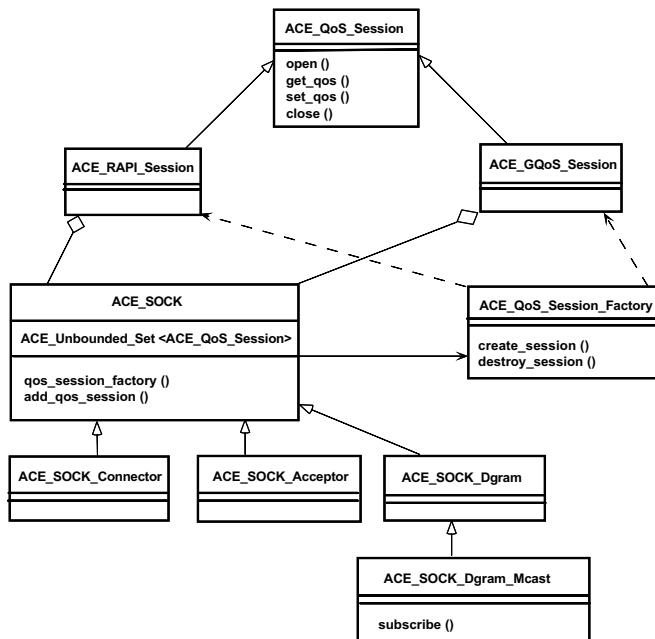 ACE_QoS_Session
open ()
get_qos ()
set_qos ()
close ()
ACE_RAPI_Session
ACE_GQoS_Session
ACE_SOCK
ACE_Unbounded_Set <ACE_QoS_Session>
qos_session_factory ()
add_qos_session ()
ACE_QoS_Session_Factory
create_session ()
destroy_session ()
ACE_SOCK_Connector
ACE_SOCK_Acceptor
ACE_SOCK_Dgram
ACE_SOCK_Dgram_Mcast
subscribe ()